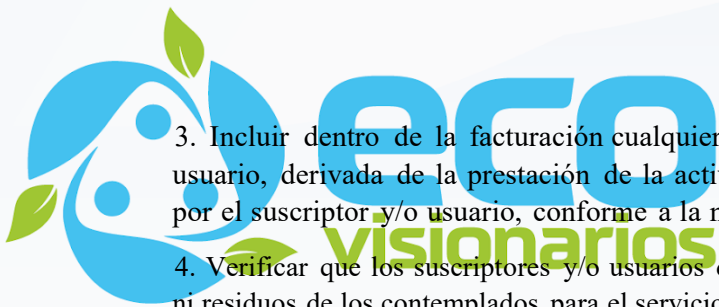 eco
3. Incluir dentro de la facturación cualquier
usuario, derivada de la prestación de la
por el suscriptor y/o usuario, conforme a la
visionarios
4. Verificar que los suscriptores y/o usuarios
ni residuos de los contemplados para el servicio